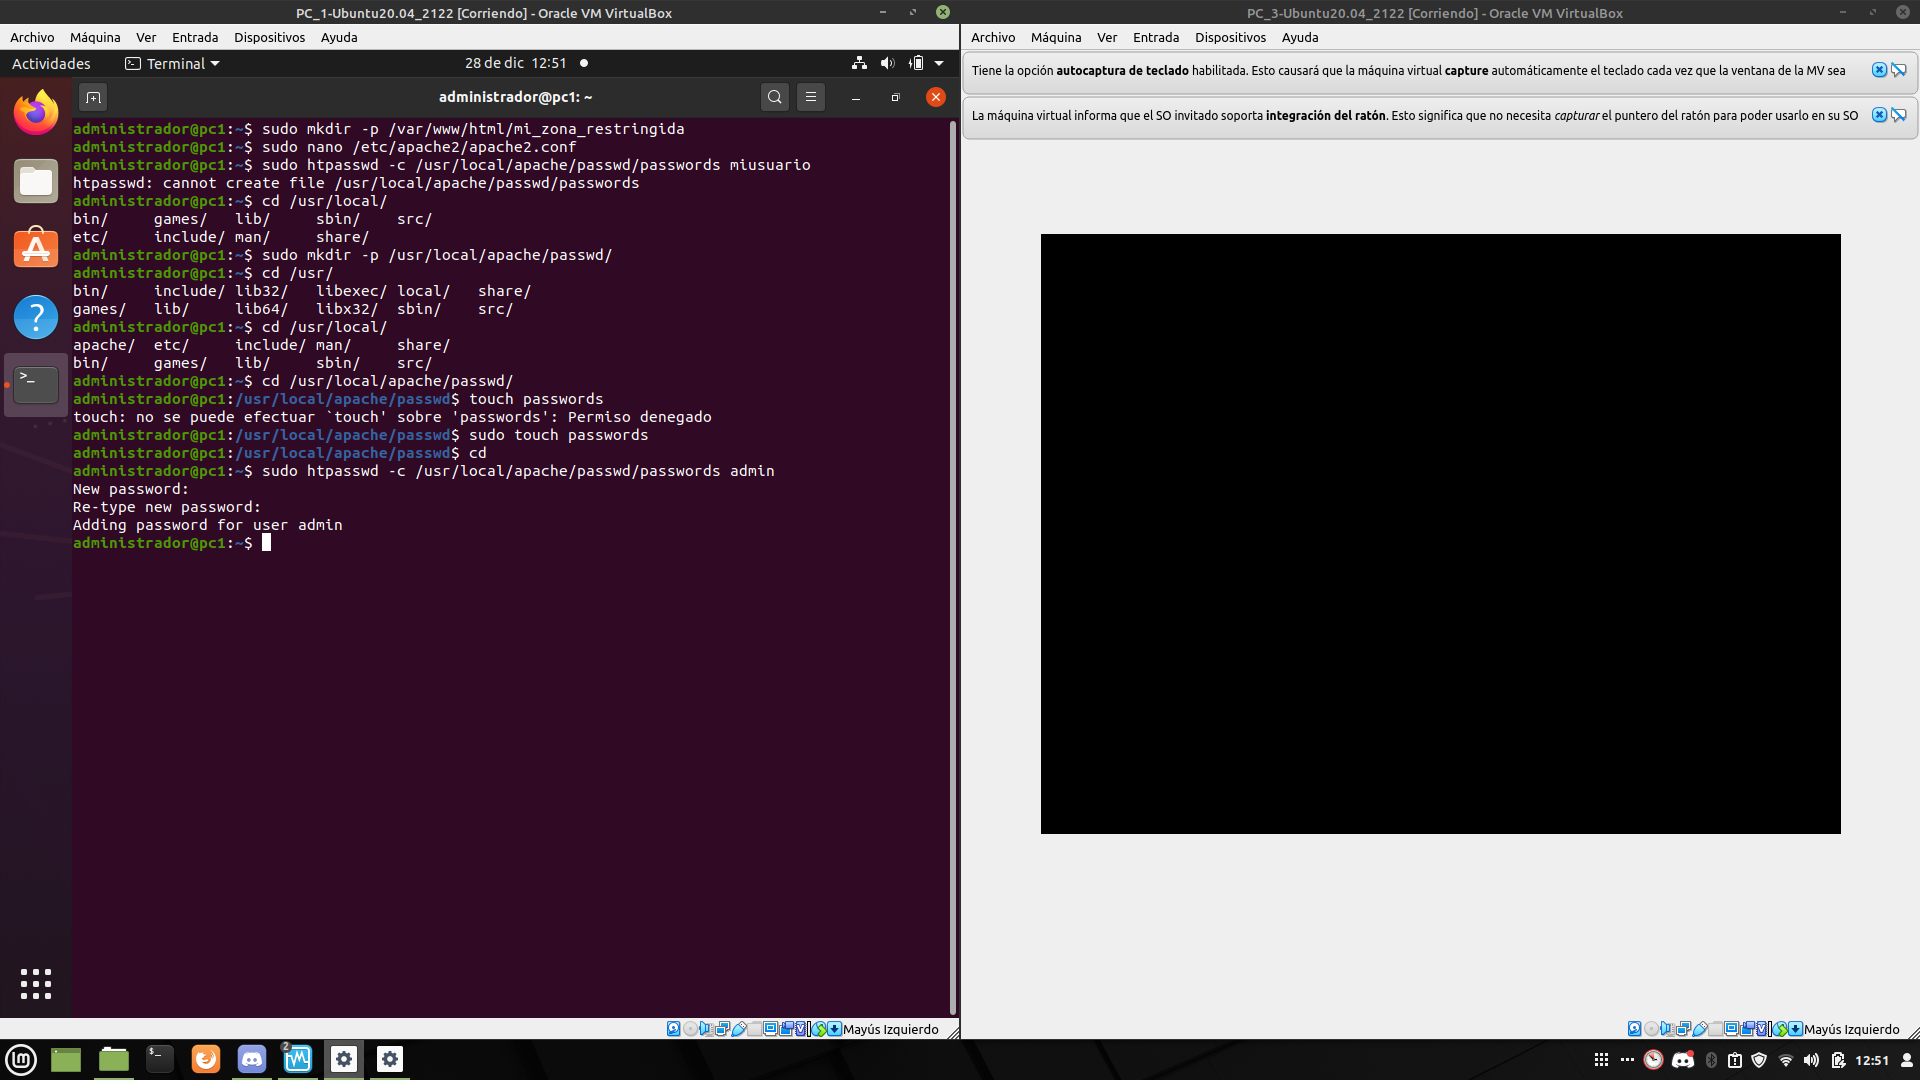 PC_1-Ubuntu20.04_2122 [Corriendo] - Oracle VM VirtualBox
Archivo Máquina Ver Entrada Dispositivos Ayuda
Actividades Terminal 28 de dic 12:51
administrador@pc1: ~
administrador@pc1:~$ sudo mkdir -p /var/www/html/mi_zona_restringida
administrador@pc1:~$ sudo nano /etc/apache2/apache2.conf
administrador@pc1:~$ sudo htpasswd -c /usr/local/apache/passwd/passwords miusuario
htpasswd: cannot create file /usr/local/apache/passwd/passwords
administrador@pc1:~$ cd /usr/local/
bin/ games/ lib/ sbin/ src/
etc/ include/ man/ share/
administrador@pc1:~$ sudo mkdir -p /usr/local/apache/passwd/
administrador@pc1:~$ cd /usr/
bin/ include/ lib32/ libexec/ local/ share/
games/ lib/ lib64/ libx32/ sbin/ src/
administrador@pc1:~$ cd /usr/local/
apache/ etc/ include/ man/ share/
bin/ games/ lib/ sbin/ src/
administrador@pc1:~$ cd /usr/local/apache/passwd/
administrador@pc1:/usr/local/apache/passwd$ touch passwords
touch: no se puede efectuar `touch' sobre 'passwords': Permiso denegado
administrador@pc1:/usr/local/apache/passwd$ sudo touch passwords
administrador@pc1:/usr/local/apache/passwd$ cd
administrador@pc1:~$ sudo htpasswd -c /usr/local/apache/passwd/passwords admin
New password:
Re-type new password:
Adding password for user admin
administrador@pc1:~$
Mayús Izquierdo
PC_3-Ubuntu20.04_2122 [Corriendo] - Oracle VM VirtualBox
Archivo Máquina Ver Entrada Dispositivos Ayuda
Tiene la opción autocaptura de teclado habilitada. Esto causará que la máquina virtual capture automáticamente el teclado cada vez que la ventana de la MV sea
La máquina virtual informa que el SO invitado soporta integración del ratón. Esto significa que no necesita capturar el puntero del ratón para poder usarlo en su SO
Mayús Izquierdo
2
12:51